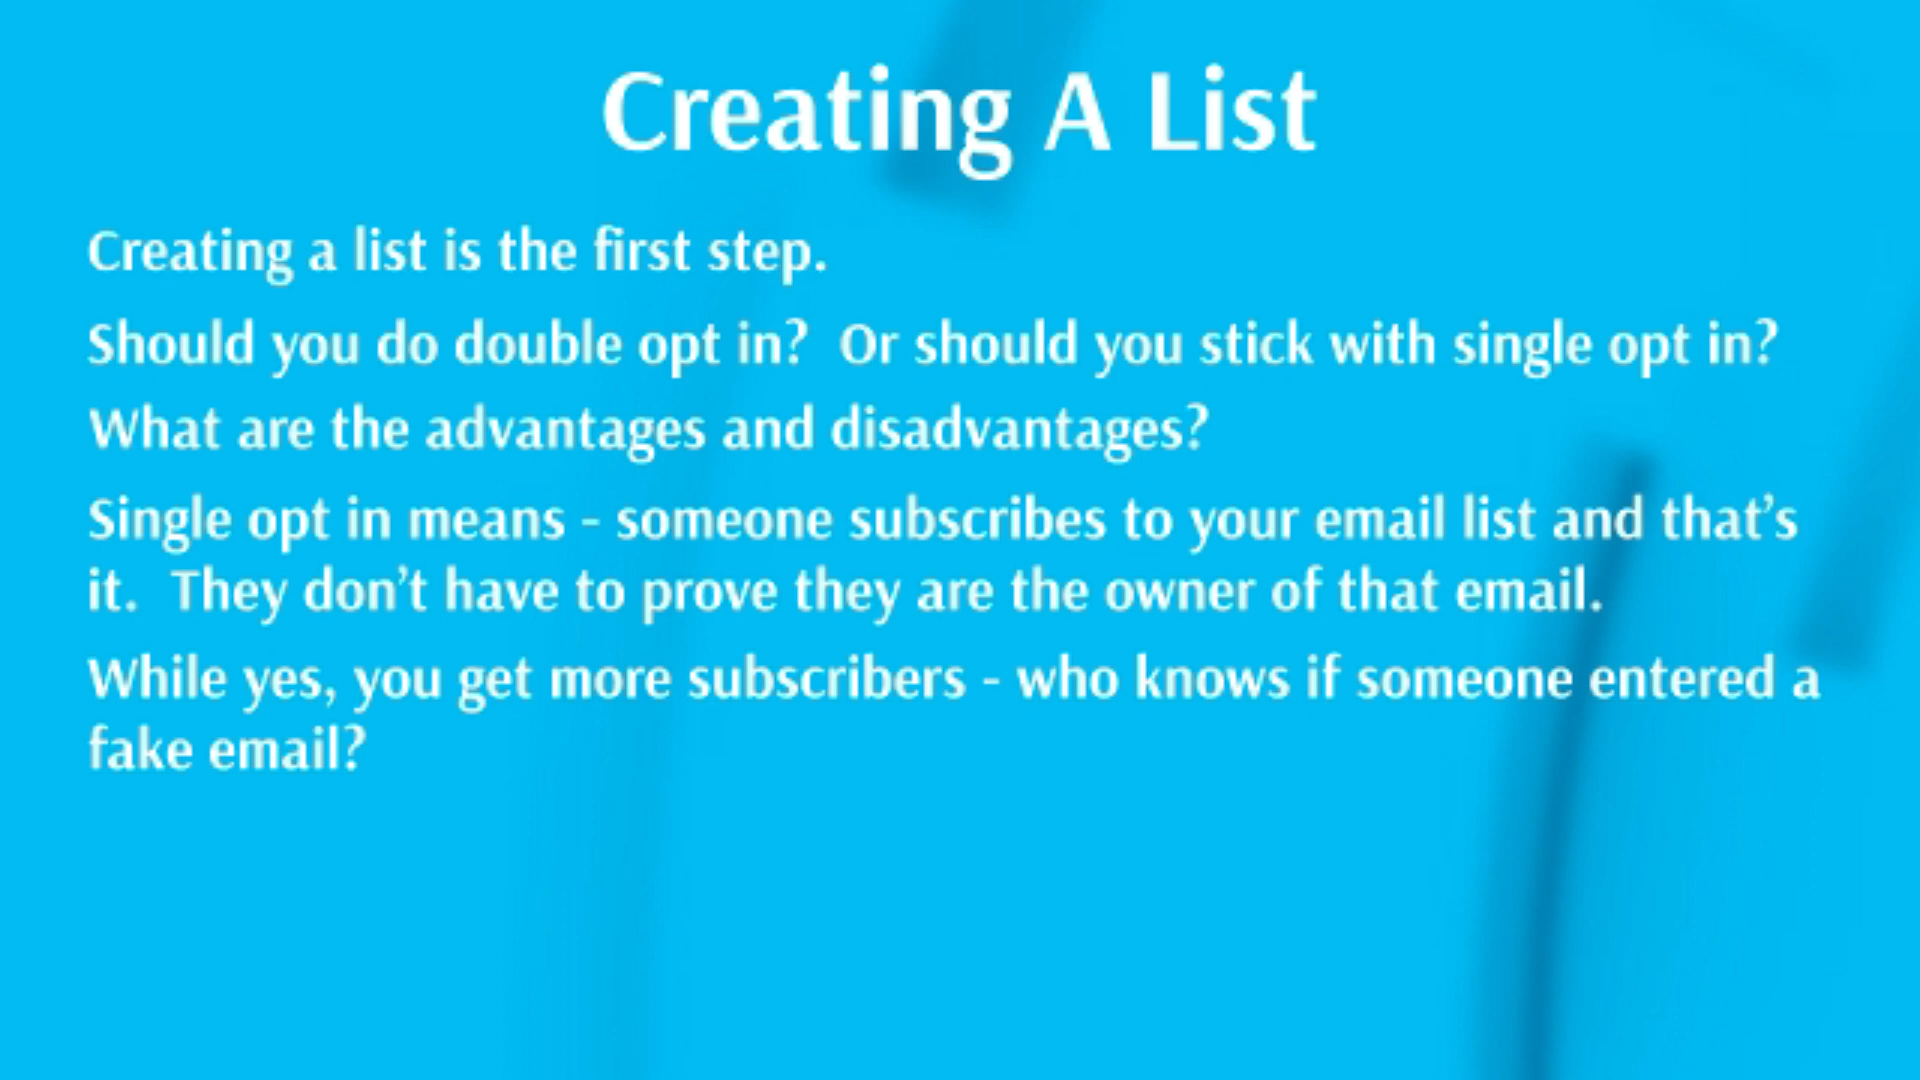 Creating A List
Creating a list is the first step.
Should you do double opt in?  Or should you stick with single opt in?
What are the advantages and disadvantages?
Single opt in means - someone subscribes to your email list and that’s
it.  They don’t have to prove they are the owner of that email.
While yes, you get more subscribers - who knows if someone entered a
fake email?